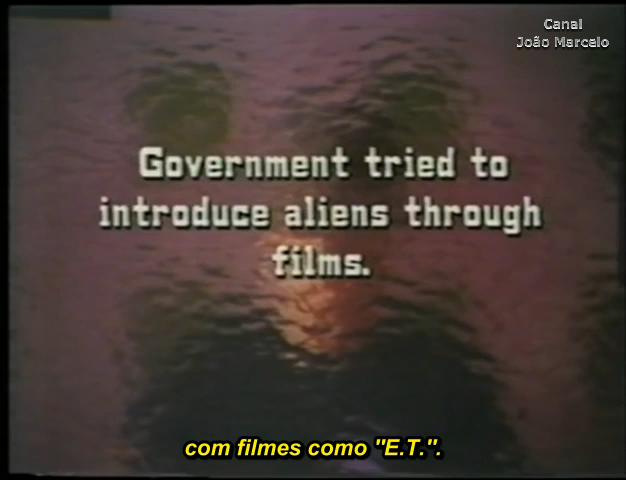 Canal
João Marcelo
Government tried to
introduce aliens through
films.
com filmes como "E.T.".